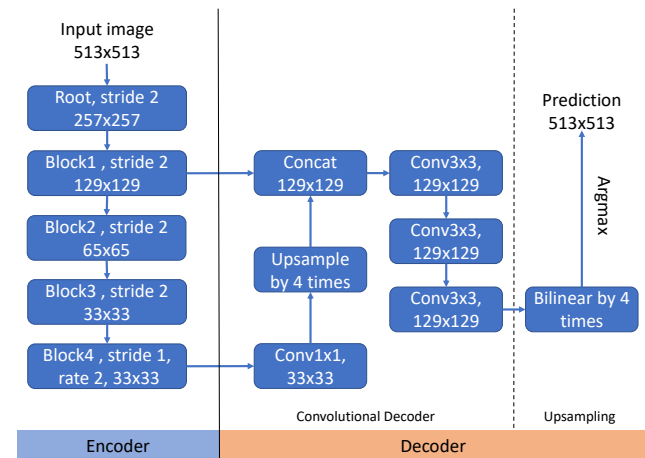 Input image
513x513
Root, stride 2
257x257
Block1 , stride 2
129x129
Block2 , stride 2
65x65
Block3 , stride 2
33x33
Block4 , stride 1,
rate 2, 33x33
Concat
129x129
Upsample
by 4 times
Conv1x1,
33x33
Conv3x3,
129x129
Conv3x3,
129x129
Conv3x3,
129x129
Prediction
513x513
Argmax
Bilinear by 4
times
Convolutional Decoder
Upsampling
Encoder
Decoder